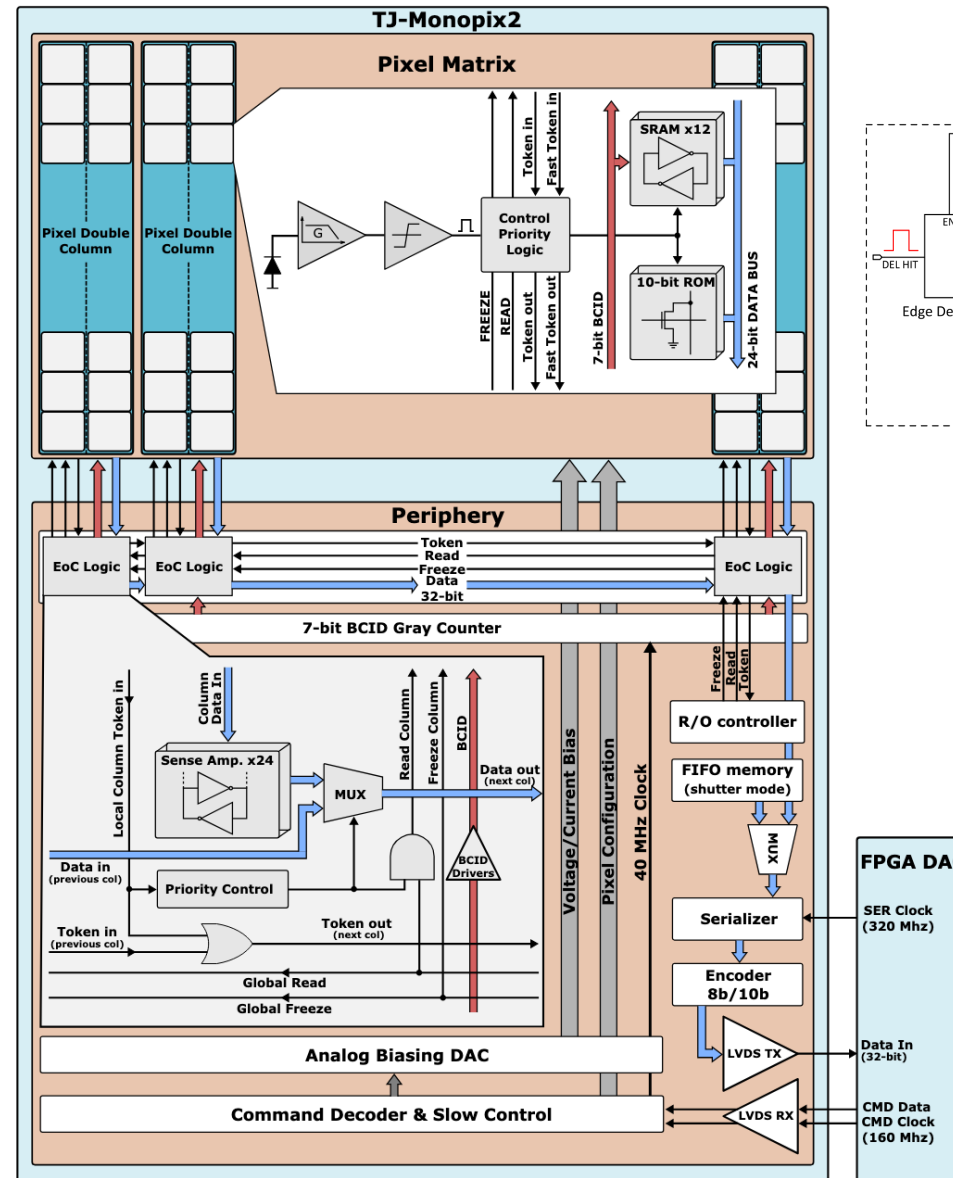 TJ-Monopix2
Pixel Matrix
Pixel Double
Column
Pixel Double
Column
G
FREEZE
READ
Token in
Fast Token in
Control
Priority
Logic
Token out
Fast Token out
7-bit BCID
SRAM x12
10-bit ROM
24-bit DATA BUS
EN
DEL HIT
Edge De
Periphery
EoC Logic
EoC Logic
Token
Read
Freeze
Data
32-bit
EoC Logic
7-bit BCID Gray Counter
Local Column Token in
Column
Data In
Sense Amp. x24
MUX
Read Column
Freeze Column
BCID
Data out
(next col)
Data in
(previous col)
Priority Control
BCID
Drivers
Token in
(previous col)
Token out
(next col)
Global Read
Global Freeze
Voltage/Current Bias
Pixel Configuration
40 MHz Clock
Freeze
Read
Token
R/O controller
FIFO memory
(shutter mode)
MUX
Serializer
Encoder
8b/10b
LVDS TX
LVDS RX
FPGA DA
SER Clock
(320 Mhz)
Data In
(32-bit)
CMD Data
CMD Clock
(160 Mhz)
Analog Biasing DAC
Command Decoder & Slow Control